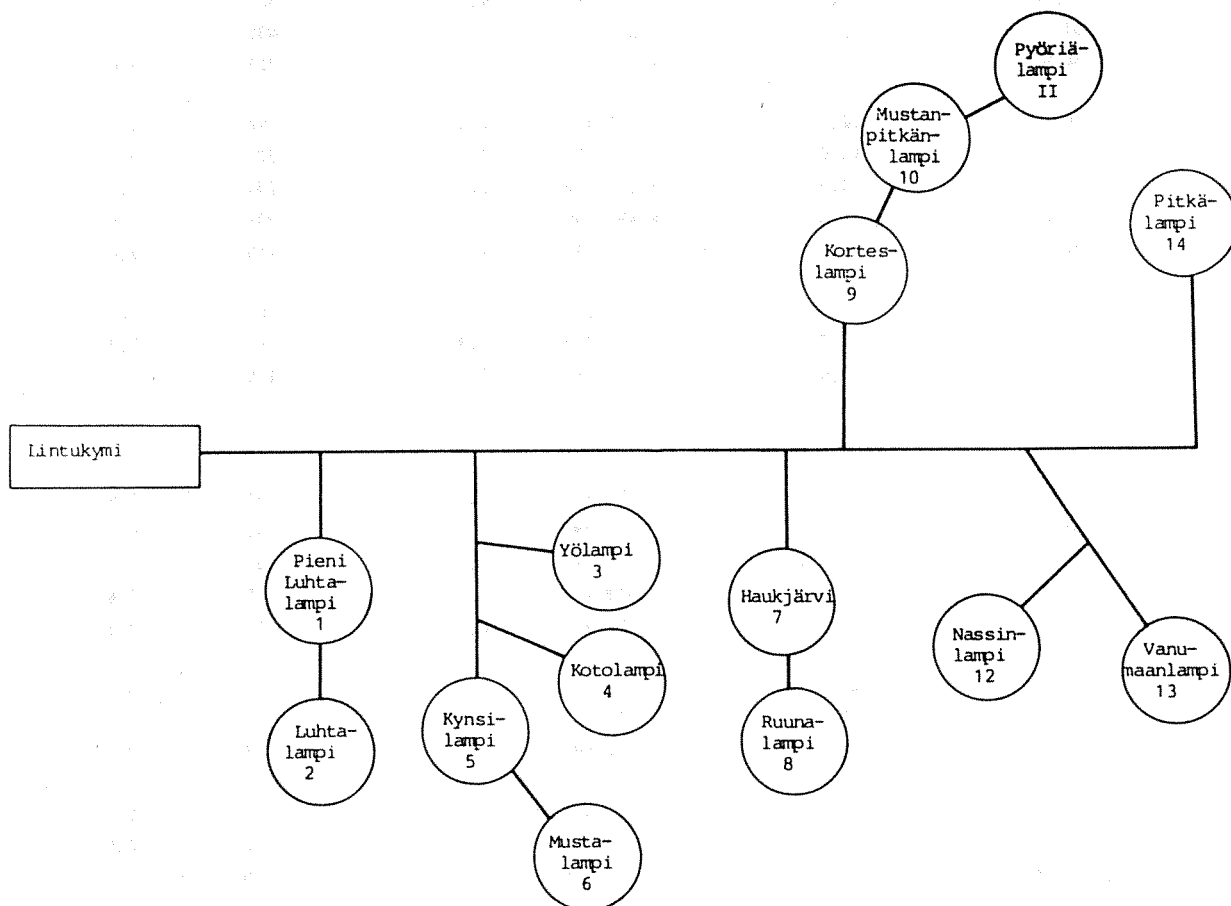 Pyöriä-
lampi
II
Mustan-
pitkän-
lampi
10
Pitkä-
lampi
14
Kortes-
lampi
9
Lintukymi
Pieni
Luhta-
lampi
1
Luhta-
lampi
2
Yölampi
3
Kotolampi
4
Kynsi-
lampi
5
Musta-
lampi
6
Haukjärvi
7
Ruuna-
lampi
8
Nassin-
lampi
12
Vanu-
maanlampi
13